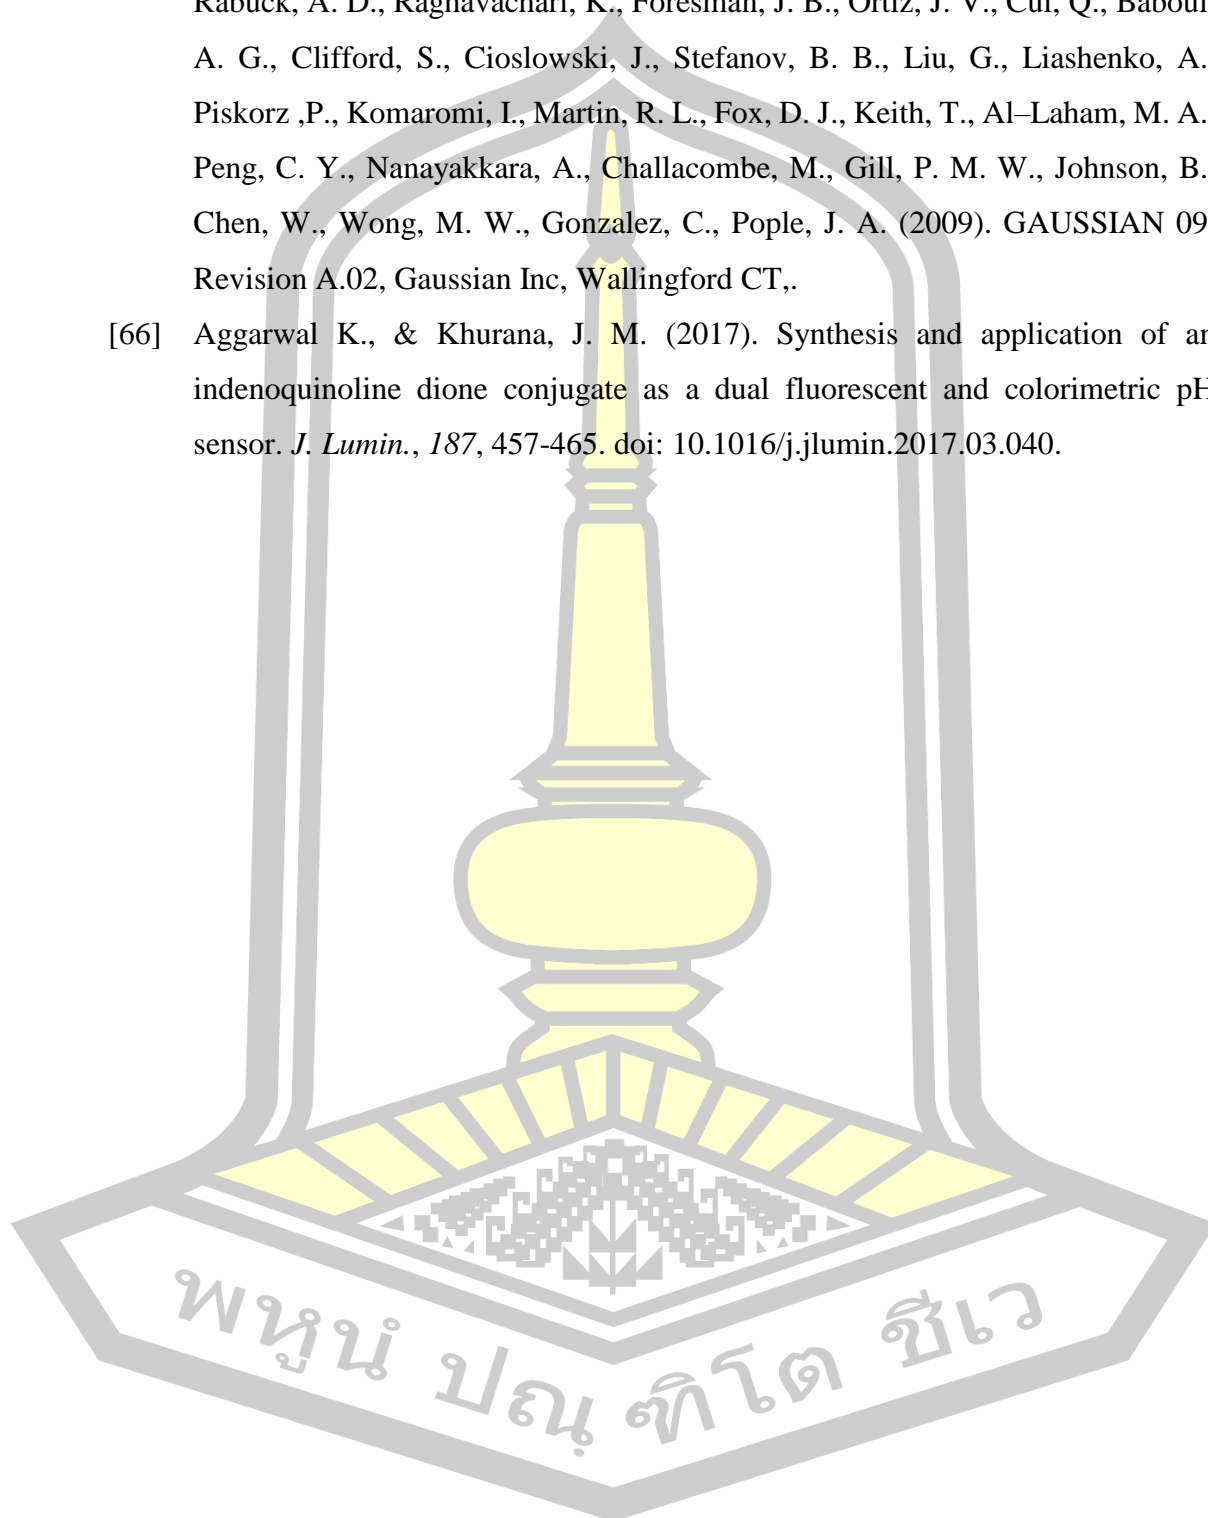 Rabuck, A. D., Raghavachari, K., Foresman, J. B., Ortiz, J. V., Cui, Q., Baboul
A. G., Clifford, S., Cioslowski, J., Stefanov, B. B., Liu, G., Liashenko, A.
Piskorz ,P., Komaromi, I., Martin, R. L., Fox, D. J., Keith, T., Al–Laham, M. A.
Peng, C. Y., Nanayakkara, A., Challacombe, M., Gill, P. M. W., Johnson, B.
Chen, W., Wong, M. W., Gonzalez, C., Pople, J. A. (2009). GAUSSIAN 09
Revision A.02, Gaussian Inc, Wallingford CT,.
[66] Aggarwal K., & Khurana, J. M. (2017). Synthesis and application of an
indenoquinoline dione conjugate as a dual fluorescent and colorimetric pH
sensor. J. Lumin., 187, 457-465. doi: 10.1016/j.jlumin.2017.03.040.
พหูนํ ปณฺฑิโต ชีเว